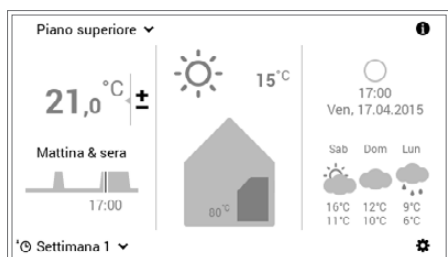 Piano superiore
21,0 °C ±
Mattina & sera
17:00
Settimana 1
15°C
80°C
17:00
Ven, 17.04.2015
Sab Dom Lun
16°C 12°C 9°C
11°C 10°C 6°C